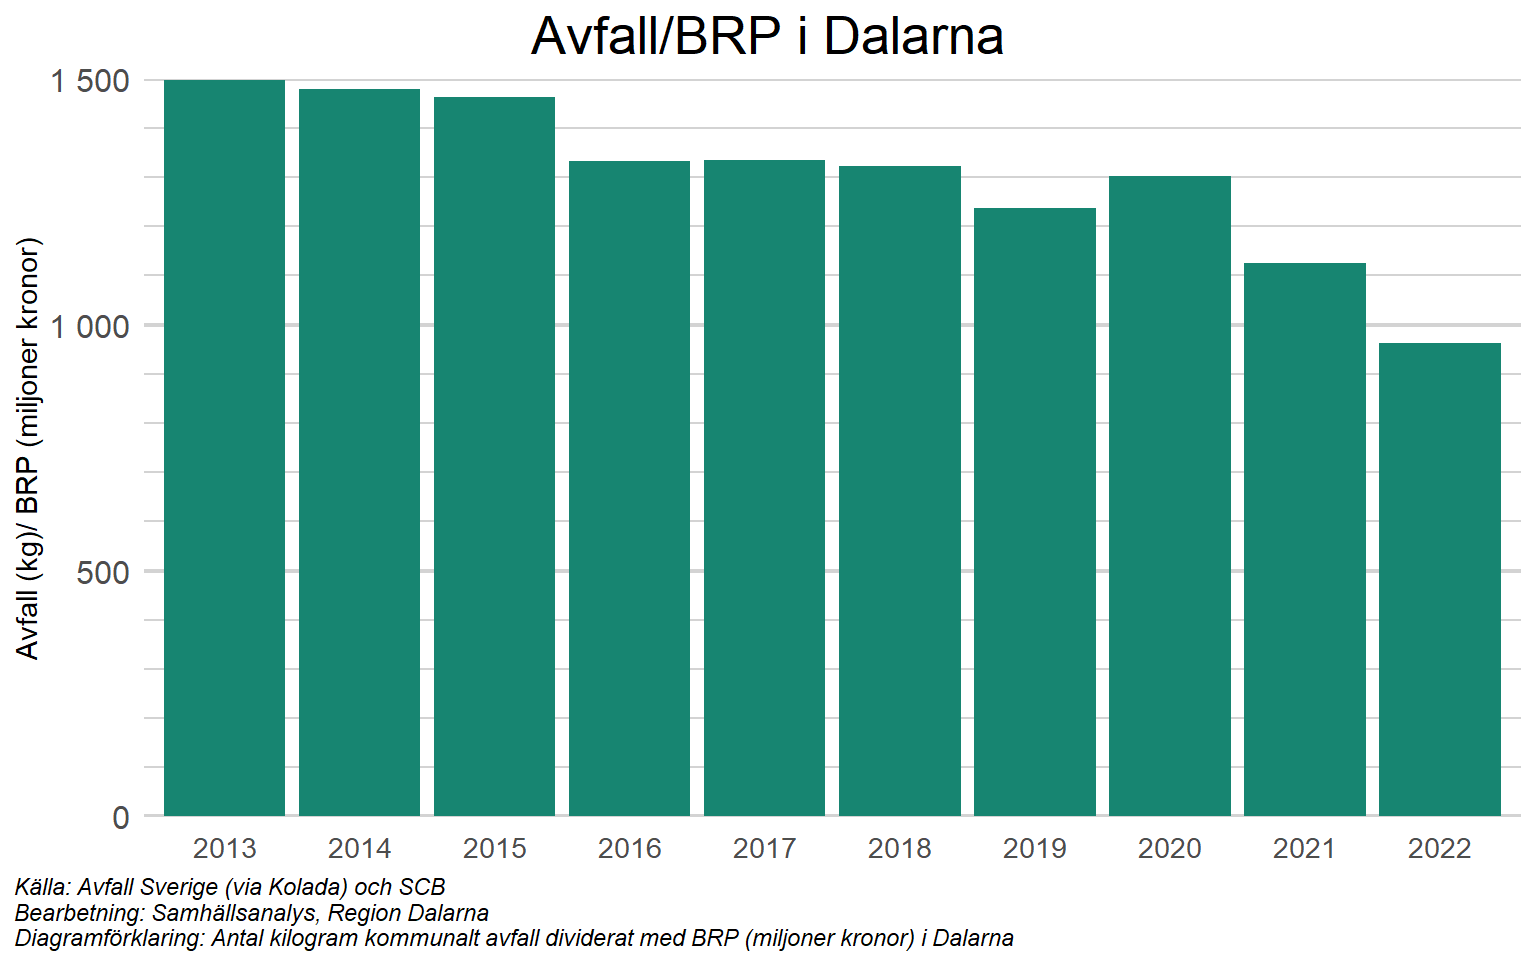 Avfall/BRP i Dalarna
Avfall (kg)/ BRP (miljoner kronor)
1 500
1 000
500
0
2013 2014 2015 2016 2017 2018 2019 2020 2021 2022
Källa: Avfall Sverige (via Kolada) och SCB
Bearbetning: Samhällsanalys, Region Dalarna
Diagramförklaring: Antal kilogram kommunalt avfall dividerat med BRP (miljoner kronor) i Dalarna